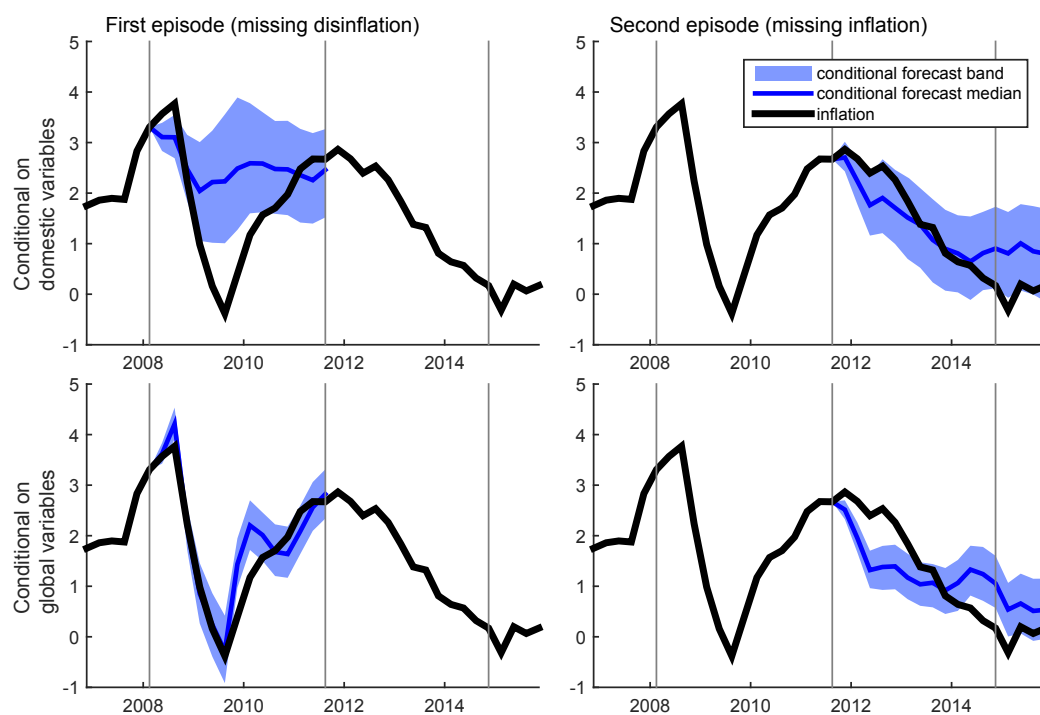 First episode (missing disinflation)
Second episode (missing inflation)
conditional forecast band
conditional forecast median
inflation
Conditional on
domestic variables
5
4
3
2
1
0
-1
2008 2010 2012 2014
5
4
3
2
1
0
-1
2008 2010 2012 2014
Conditional on
global variables
5
4
3
2
1
0
-1
2008 2010 2012 2014
5
4
3
2
1
0
-1
2008 2010 2012 2014